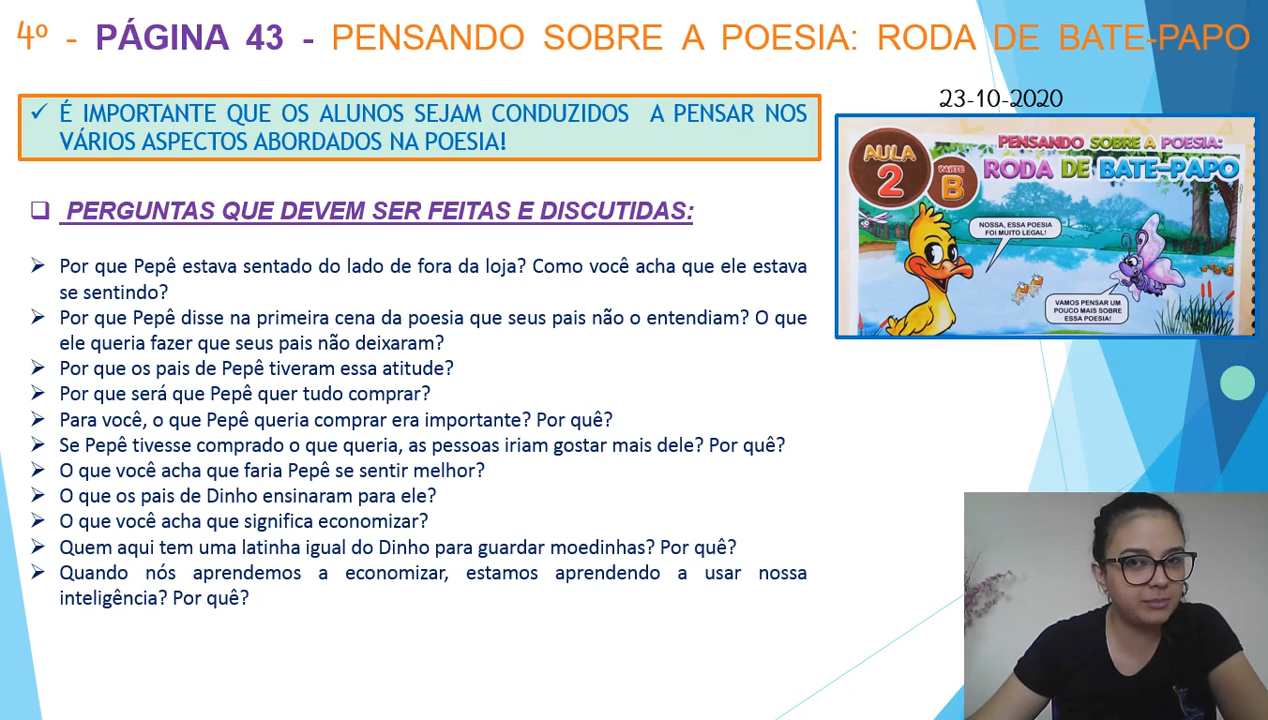 4º - PÁGINA 43 - PENSANDO SOBRE A POESIA: RODA DE BATE-PAPO
23-10-2020
É IMPORTANTE QUE OS ALUNOS SEJAM CONDUZIDOS A PENSAR NOS
VÁRIOS ASPECTOS ABORDADOS NA POESIA!
PERGUNTAS QUE DEVEM SER FEITAS E DISCUTIDAS:
Por que Pepê estava sentado do lado de fora da loja? Como você acha que ele estava
se sentindo?
Por que Pepê disse na primeira cena da poesia que seus pais não o entendiam? O que
ele queria fazer que seus pais não deixaram?
Por que os pais de Pepê tiveram essa atitude?
Por que será que Pepê quer tudo comprar?
Para você, o que Pepê queria comprar era importante? Por quê?
Se Pepê tivesse comprado o que queria, as pessoas iriam gostar mais dele? Por quê?
O que você acha que faria Pepê se sentir melhor?
O que os pais de Dinho ensinaram para ele?
O que você acha que significa economizar?
Quem aqui tem uma latinha igual do Dinho para guardar moedinhas? Por quê?
Quando nós aprendemos a economizar, estamos aprendendo a usar nossa
inteligência? Por quê?
AULA
2
PARTE
B
PENSANDO SOBRE A POESIA:
RODA DE BATE-PAPO
NOSSA, ESSA POESIA
FOI MUITO LEGAL!
VAMOS PENSAR UM
POUCO MAIS SOBRE
ESSA POESIA!